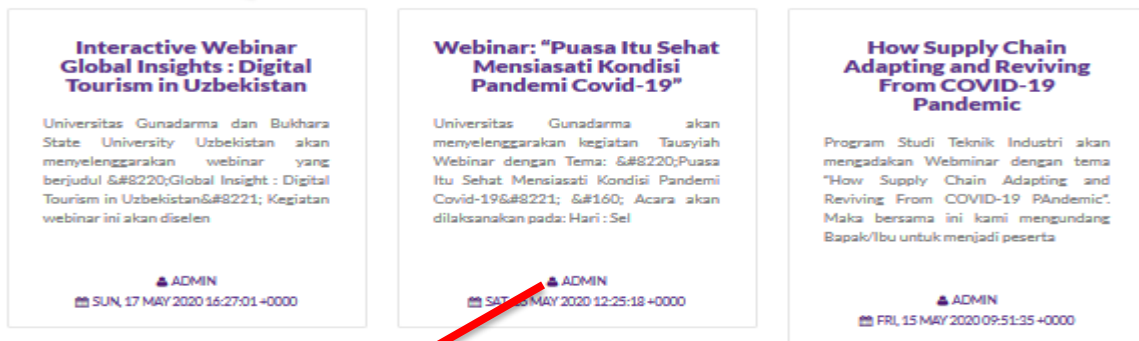 Interactive Webinar
Global Insights : Digital
Tourism in Uzbekistan
Universitas Gunadarma dan Bukhara
State University Uzbekistan akan
menyelenggarakan webinar yang
berjudul &#8220;Global Insight : Digital
Tourism in Uzbekistan&#8221; Kegiatan
webinar ini akan diselen
ADMIN
SUN, 17 MAY 2020 16:27:01 +0000
Webinar: “Puasa Itu Sehat
Mensiasati Kondisi
Pandemi Covid-19”
Universitas Gunadarma akan
menyelenggarakan kegiatan Tausyiah
Webinar dengan Tema: &#8220;Puasa
Itu Sehat Mensiasati Kondisi Pandemi
Covid-19&#8221; &#160; Acara akan
dilaksanakan pada: Hari : Sel
ADMIN
SAT, MAY 2020 12:25:18 +0000
How Supply Chain
Adapting and Reviving
From COVID-19
Pandemic
Program Studi Teknik Industri akan
mengadakan Webminar dengan tema
"How Supply Chain Adapting and
Reviving From COVID-19 PAndemic".
Maka bersama ini kami mengundang
Bapak/Ibu untuk menjadi peserta
ADMIN
FRI, 15 MAY 2020 09:51:35 +0000